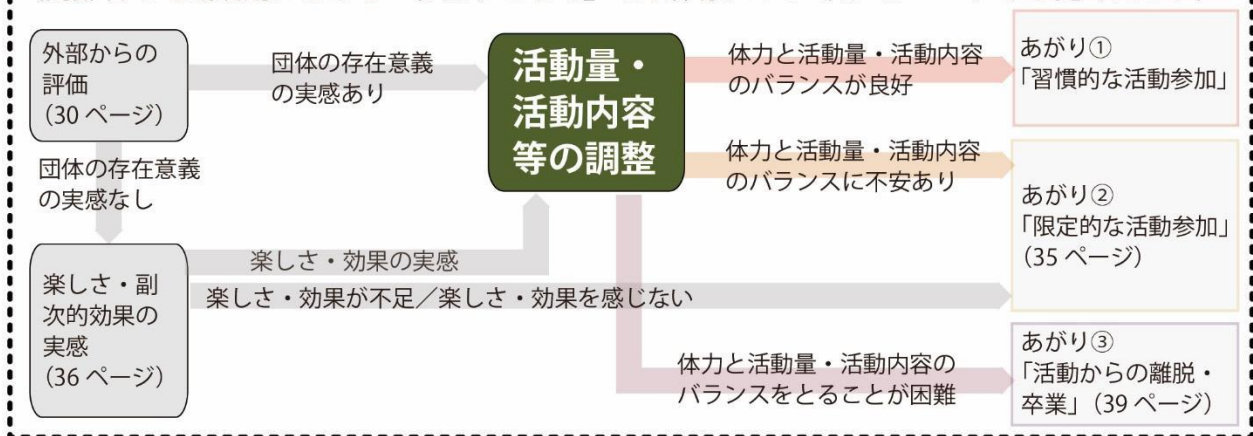 外部からの
評価
（30 ページ）
団体の存在意義
の実感あり
活動量・
活動内容
等の調整
体力と活動量・活動内容
のバランスが良好
あがり①
「習慣的な活動参加」
団体の存在意義
の実感なし
体力と活動量・活動内容
のバランスに不安あり
あがり②
「限定的な活動参加」
（35 ページ）
楽しさ・副
次的効果の
実感
（36 ページ）
楽しさ・効果の実感
楽しさ・効果が不足／楽しさ・効果を感じない
体力と活動量・活動内容の
バランスをとることが困難
あがり③
「活動からの離脱・
卒業」（39 ページ）